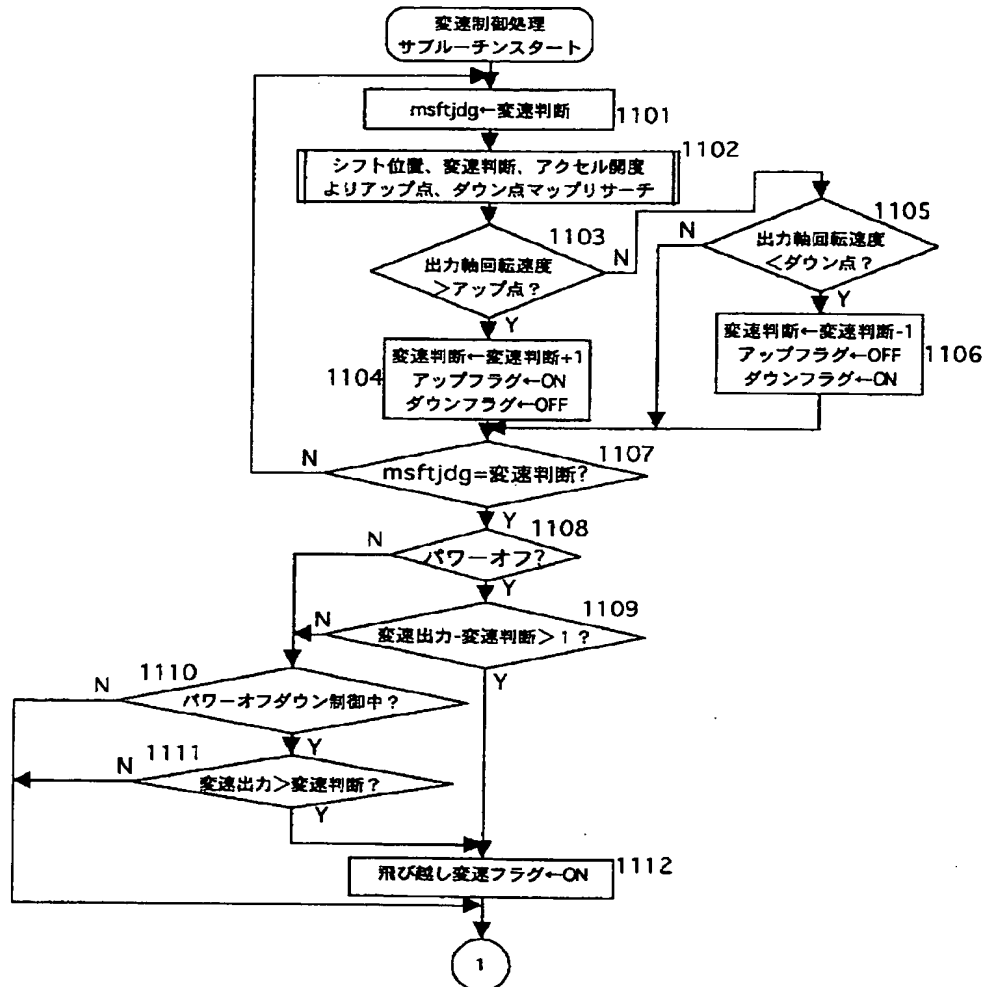 変速制御処理
サブルーチンスタート
msftjdg←変速判断
1101
1102
シフト位置、変速判断、アクセル開度
よりアップ点、ダウン点マップリサーチ
1103
N
出力軸回転速度
>アップ点?
Y
1105
N
出力軸回転速度
<ダウン点?
Y
1104
変速判断←変速判断+1
アップフラグ←ON
ダウンフラグ←OFF
変速判断←変速判断-1
アップフラグ←OFF
ダウンフラグ←ON
1106
1107
N
msftjdg=変速判断?
Y
1108
N
パワーオフ?
Y
1109
N
変速出力-変速判断>1?
Y
1110
N
パワーオフダウン制御中?
Y
1111
N
変速出力>変速判断?
Y
飛び越し変速フラグ←ON
1112
1